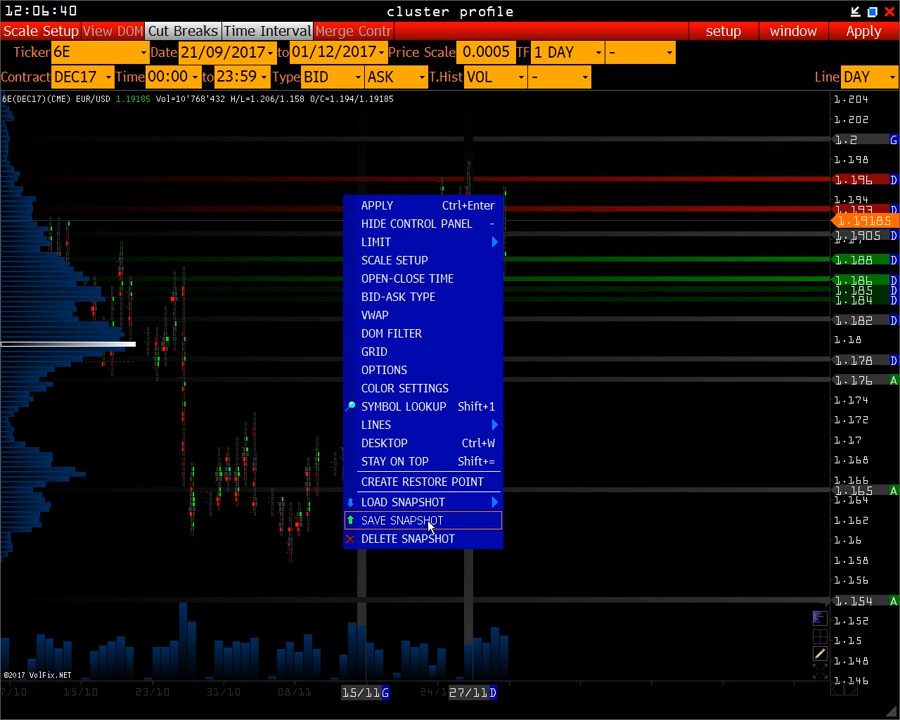 12:06:40 cluster profile
Scale Setup View DOM Cut Breaks Time Interval Merge Contr setup window Apply
Ticker 6E Date 21/09/2017 to 01/12/2017 Price Scale 0.0005 TF 1 DAY -
Contract DEC17 Time 00:00 to 23:59 Type BID ASK T.Hist VOL - Line DAY
6E(DEC17)(CME) EUR/USD 1.19185 Vol=10'768'432 H/L=1.206/1.158 O/C=1.194/1.19185
1.204
1.202
1.2 G
1.198
1.196 D
1.194
1.193 D
1.19185
1.1905 D
1.188 D
1.186 D
1.185 D
1.184 D
1.182 D
1.18
1.178 D
1.176 A
1.174
1.172
1.17
1.168
1.166
1.165 A
1.164
1.162
1.16
1.158
1.156
1.154 A
1.152
1.15
1.148
1.146
APPLY Ctrl+Enter
HIDE CONTROL PANEL -
LIMIT
SCALE SETUP
OPEN-CLOSE TIME
BID-ASK TYPE
VWAP
DOM FILTER
GRID
OPTIONS
COLOR SETTINGS
SYMBOL LOOKUP Shift+1
LINES
DESKTOP Ctrl+W
STAY ON TOP Shift+=
CREATE RESTORE POINT
LOAD SNAPSHOT
SAVE SNAPSHOT
DELETE SNAPSHOT
©2017 VolFix.NET
7/10 15/10 23/10 31/10 08/11 15/11 G 24/1 27/11 D